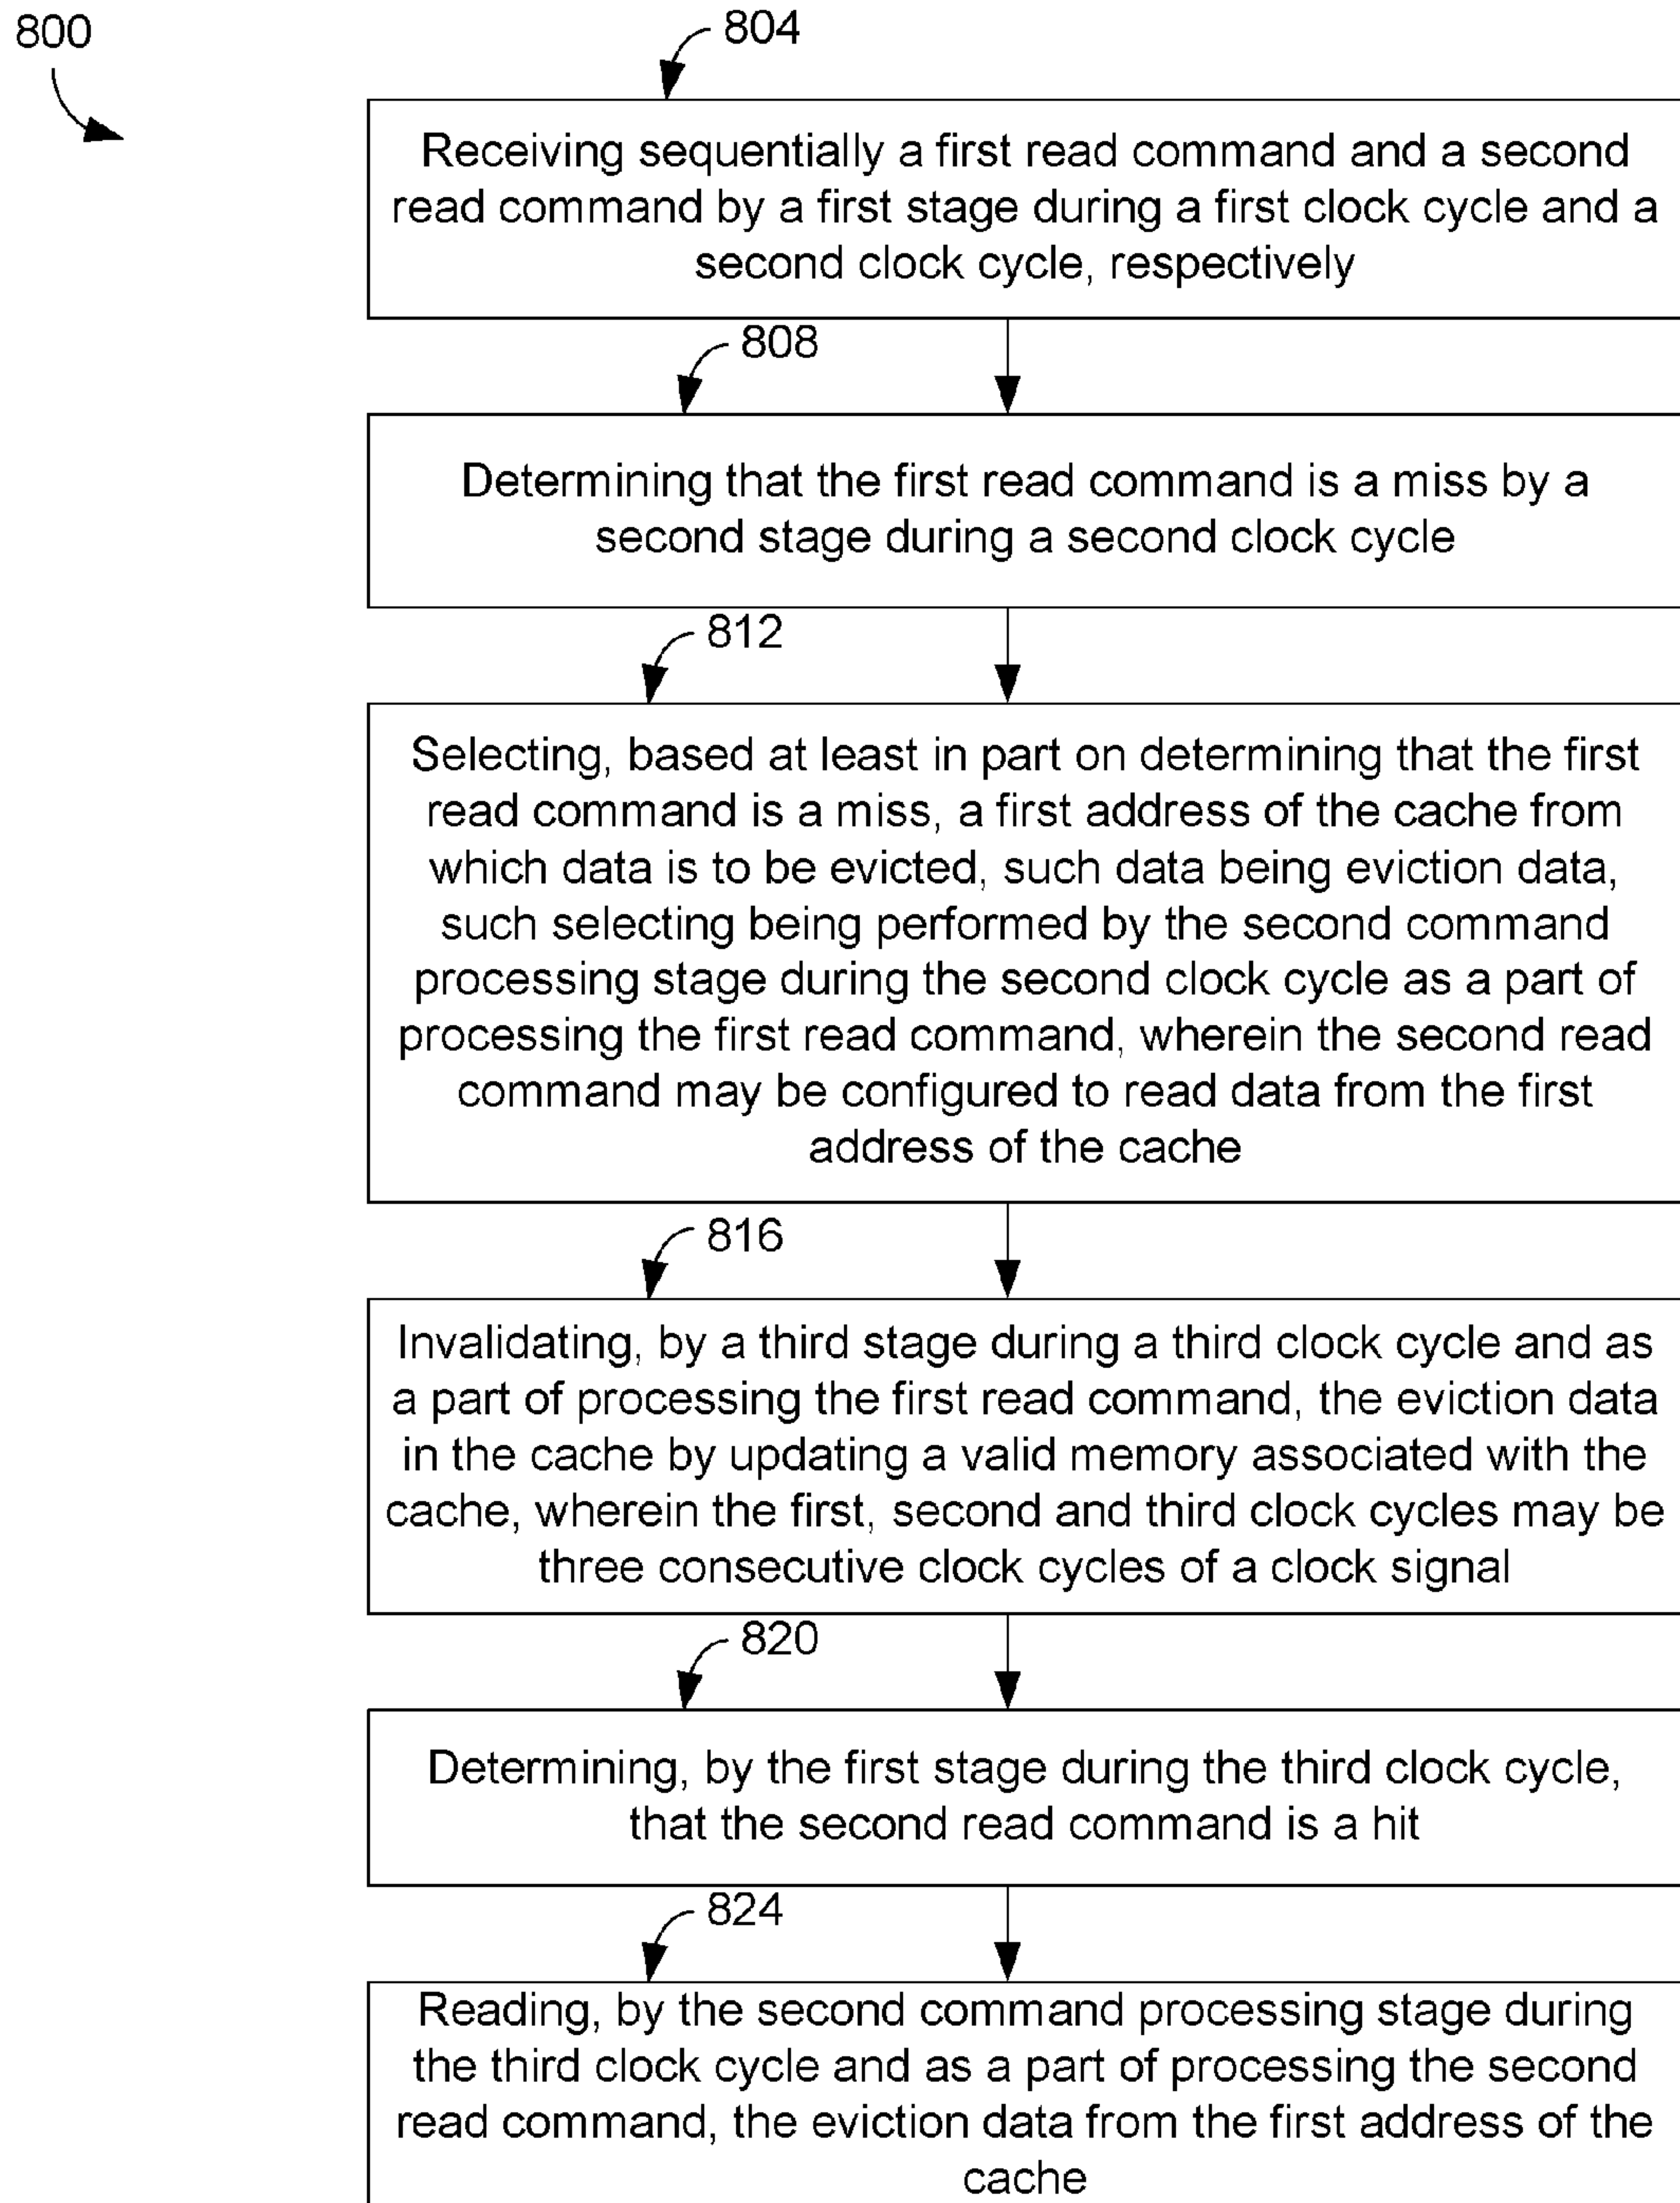 800
804
Receiving sequentially a first read command and a second
read command by a first stage during a first clock cycle and a
second clock cycle, respectively
808
Determining that the first read command is a miss by a
second stage during a second clock cycle
812
Selecting, based at least in part on determining that the first
read command is a miss, a first address of the cache from
which data is to be evicted, such data being eviction data,
such selecting being performed by the second command
processing stage during the second clock cycle as a part of
processing the first read command, wherein the second read
command may be configured to read data from the first
address of the cache
816
Invalidating, by a third stage during a third clock cycle and as
a part of processing the first read command, the eviction data
in the cache by updating a valid memory associated with the
cache, wherein the first, second and third clock cycles may be
three consecutive clock cycles of a clock signal
820
Determining, by the first stage during the third clock cycle,
that the second read command is a hit
824
Reading, by the second command processing stage during
the third clock cycle and as a part of processing the second
read command, the eviction data from the first address of the
cache